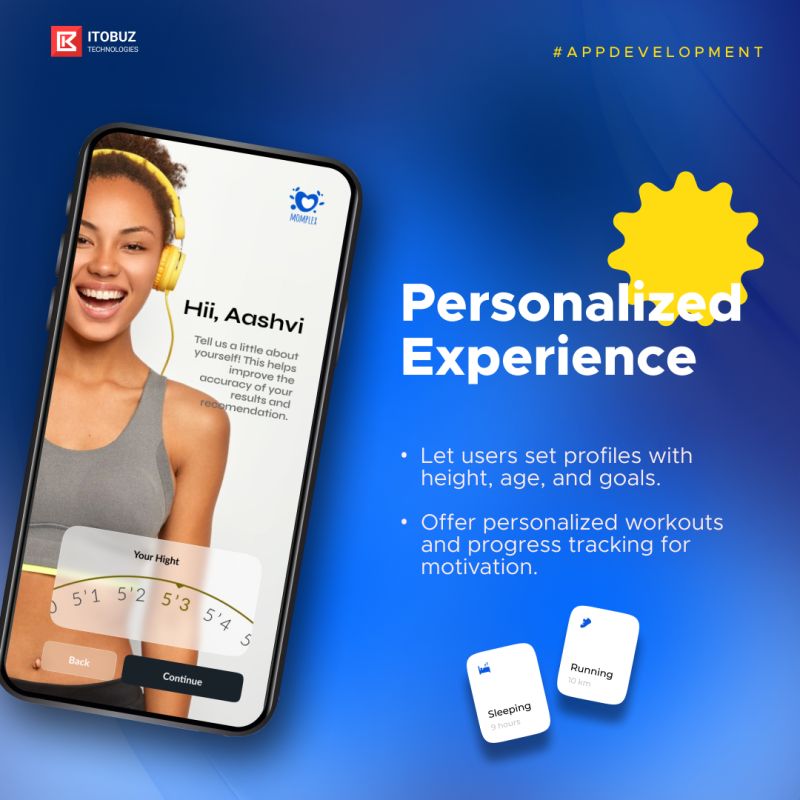 ITOBUZ
TECHNOLOGIES
#APPDEVELOPMENT
MOMPLEX
Hii, Aashvi
Tell us a little about
yourself! This helps
improve the
accuracy of your
results and
recomendation.
Your Hight
0 5'1 5'2 5'3 5'4 5
Back
Continue
Personalized
Experience
• Let users set profiles with
height, age, and goals.
• Offer personalized workouts
and progress tracking for
motivation.
Sleeping
9 hours
Running
10 km